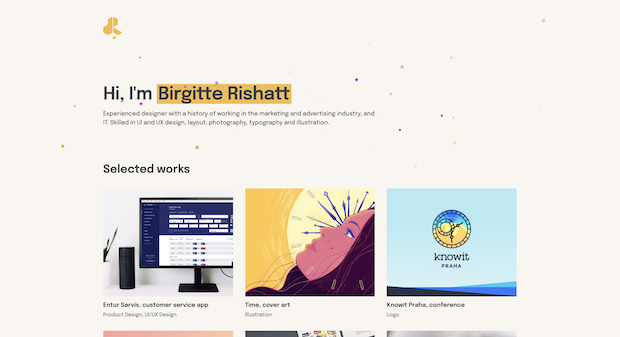 Hi, I'm Birgitte Rishatt
Experienced designer with a history of working in the marketing and advertising industry, and
IT. Skilled in UI and UX design, layout, photography, typography and illustration.
Selected works
knowit
PRAHA
Entur Servis, customer service app
Product Design, UI/UX Design
Time, cover art
Illustration
Knowit Praha, conference
Logo